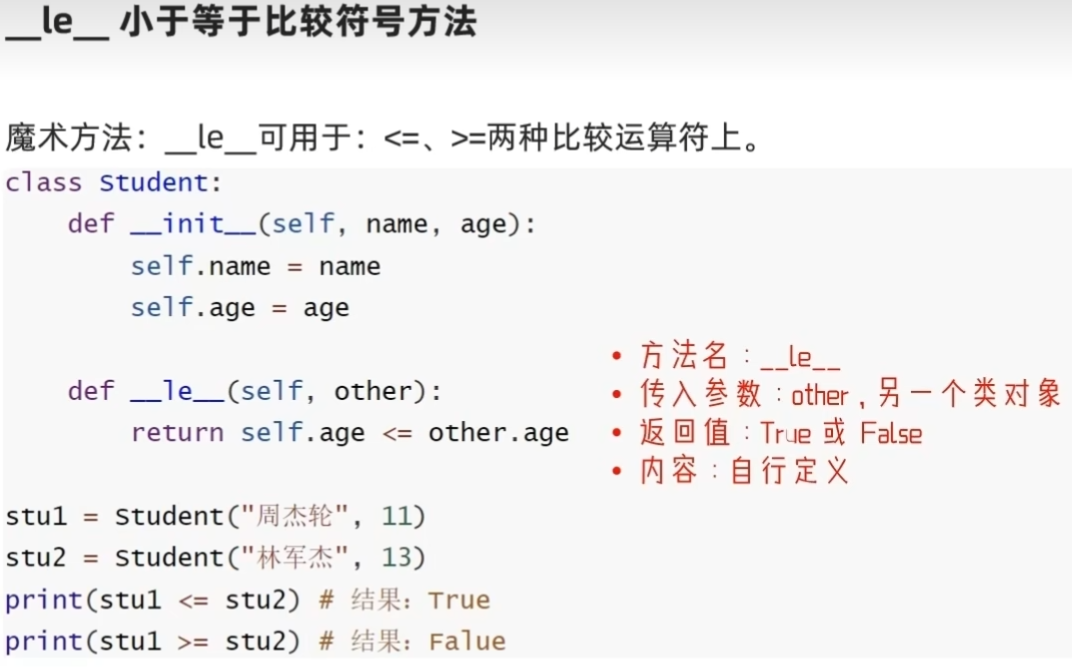 __le__ 小于等于比较符号方法
魔术方法：__le__可用于：<=、>=两种比较运算符上。
class Student:
    def __init__(self, name, age):
        self.name = name
        self.age = age
    def __le__(self, other):
        return self.age <= other.age
• 方法名：__le__
• 传入参数：other，另一个类对象
• 返回值：True 或 False
• 内容：自行定义
stu1 = Student("周杰轮", 11)
stu2 = Student("林军杰", 13)
print(stu1 <= stu2) # 结果：True
print(stu1 >= stu2) # 结果：Falue